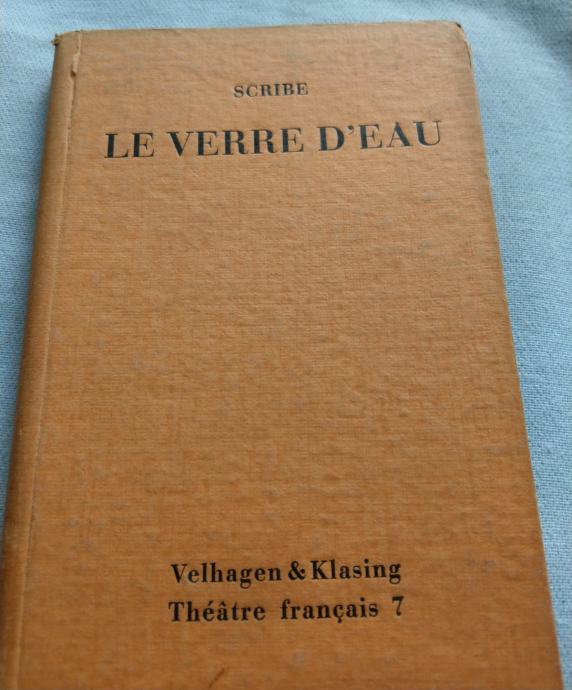 SCRIBE
LE VERRE D'EAU
Velhagen & Klasing
Théâtre français 7